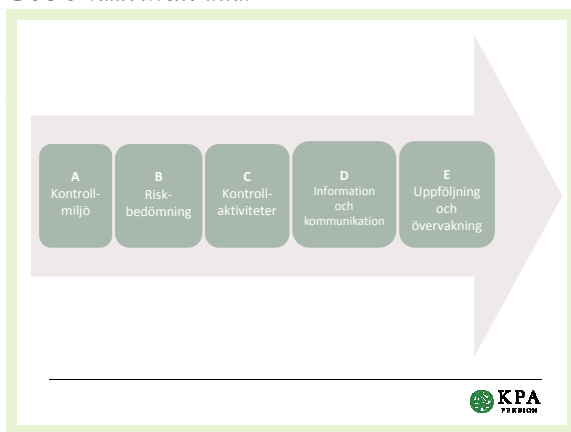 A
Kontroll-
miljö
B
Risk-
bedömning
C
Kontroll-
aktiviteter
D
Information
och
kommunikation
E
Uppföljning
och
övervakning
KPA
PENSION